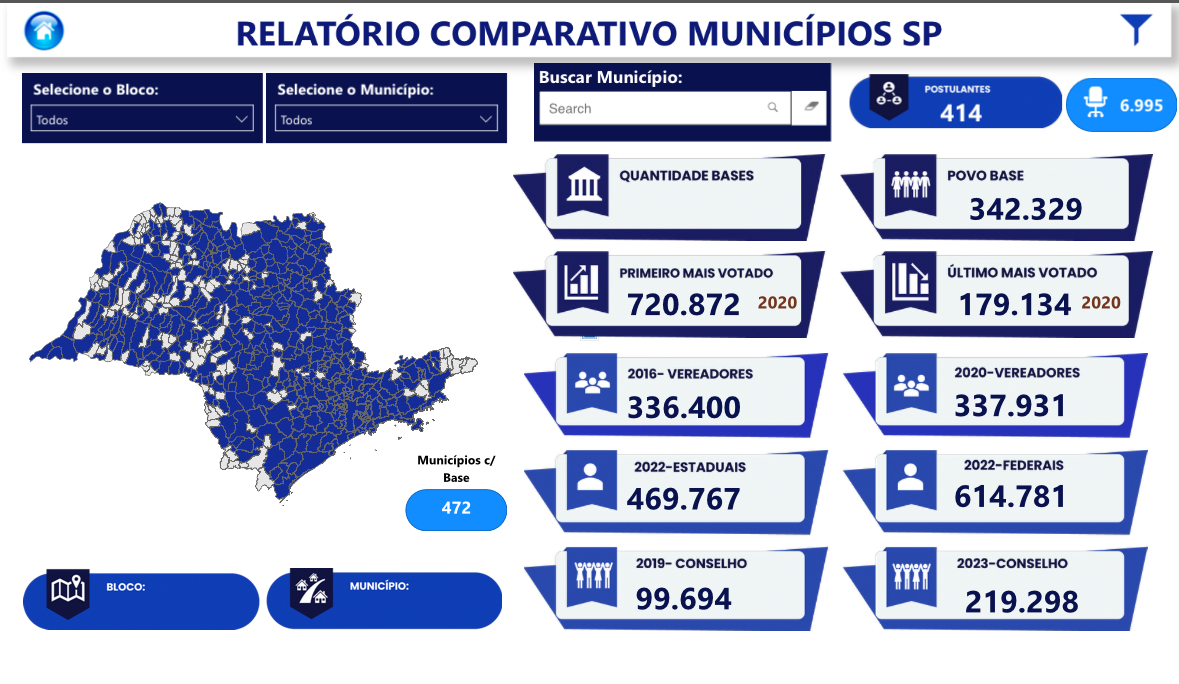 RELATÓRIO COMPARATIVO MUNICÍPIOS SP
Selecione o Bloco:
Todos
Selecione o Município:
Todos
Buscar Município:
Search
POSTULANTES
414
6.995
QUANTIDADE BASES
POVO BASE
342.329
PRIMEIRO MAIS VOTADO
720.872 2020
ÚLTIMO MAIS VOTADO
179.134 2020
2016- VEREADORES
336.400
2020-VEREADORES
337.931
2022-ESTADUAIS
469.767
2022-FEDERAIS
614.781
2019- CONSELHO
99.694
2023-CONSELHO
219.298
Municípios c/
Base
472
BLOCO:
MUNICÍPIO: